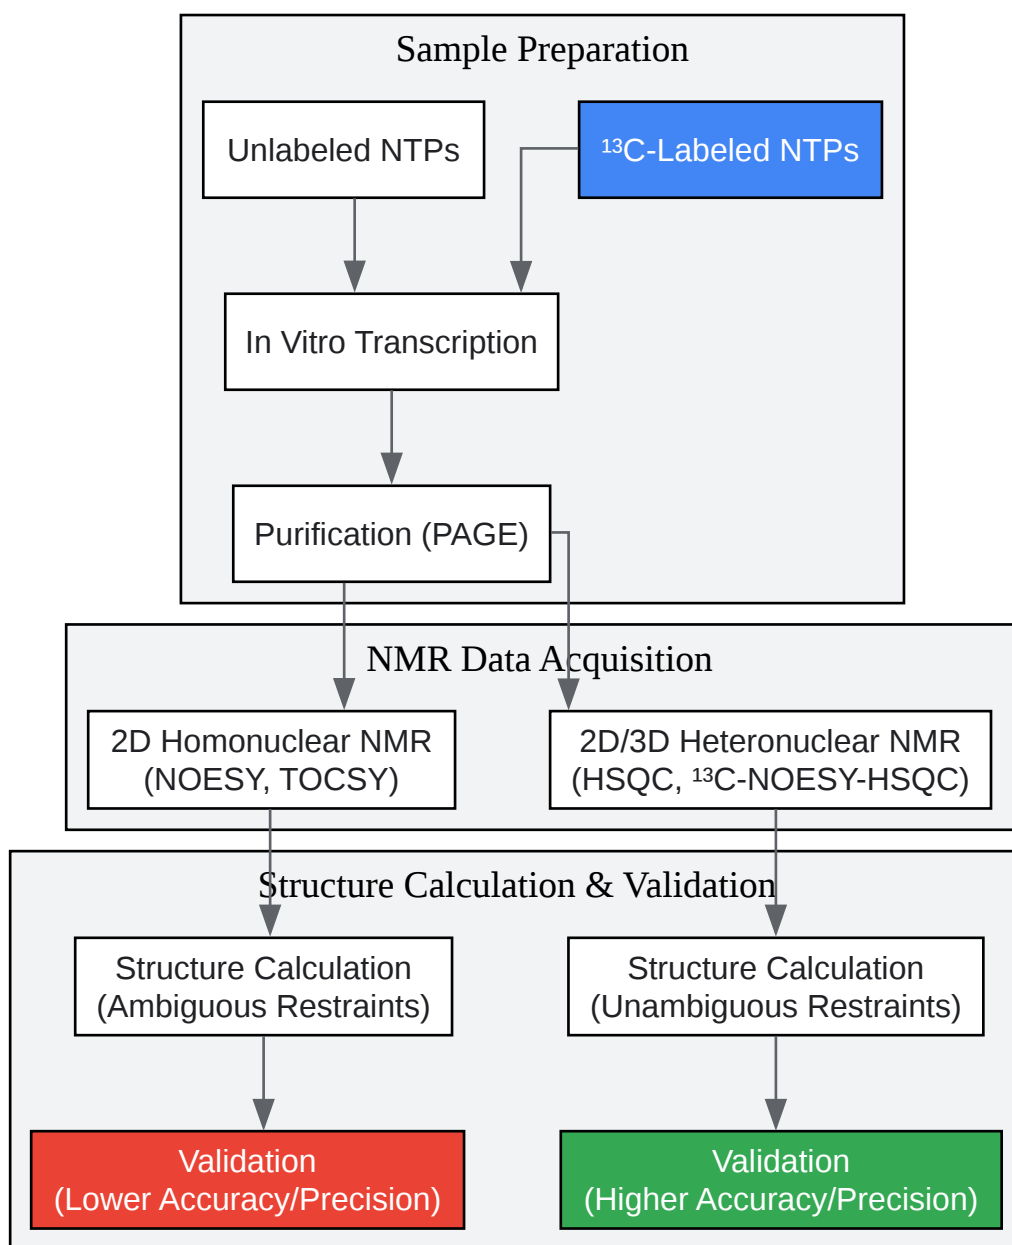 Sample Preparation
Unlabeled NTPs
¹³C-Labeled NTPs
In Vitro Transcription
Purification (PAGE)
NMR Data Acquisition
2D Homonuclear NMR
(NOESY, TOCSY)
2D/3D Heteronuclear NMR
(HSQC, ¹³C-NOESY-HSQC)
Structure Calculation & Validation
Structure Calculation
(Ambiguous Restraints)
Structure Calculation
(Unambiguous Restraints)
Validation
(Lower Accuracy/Precision)
Validation
(Higher Accuracy/Precision)